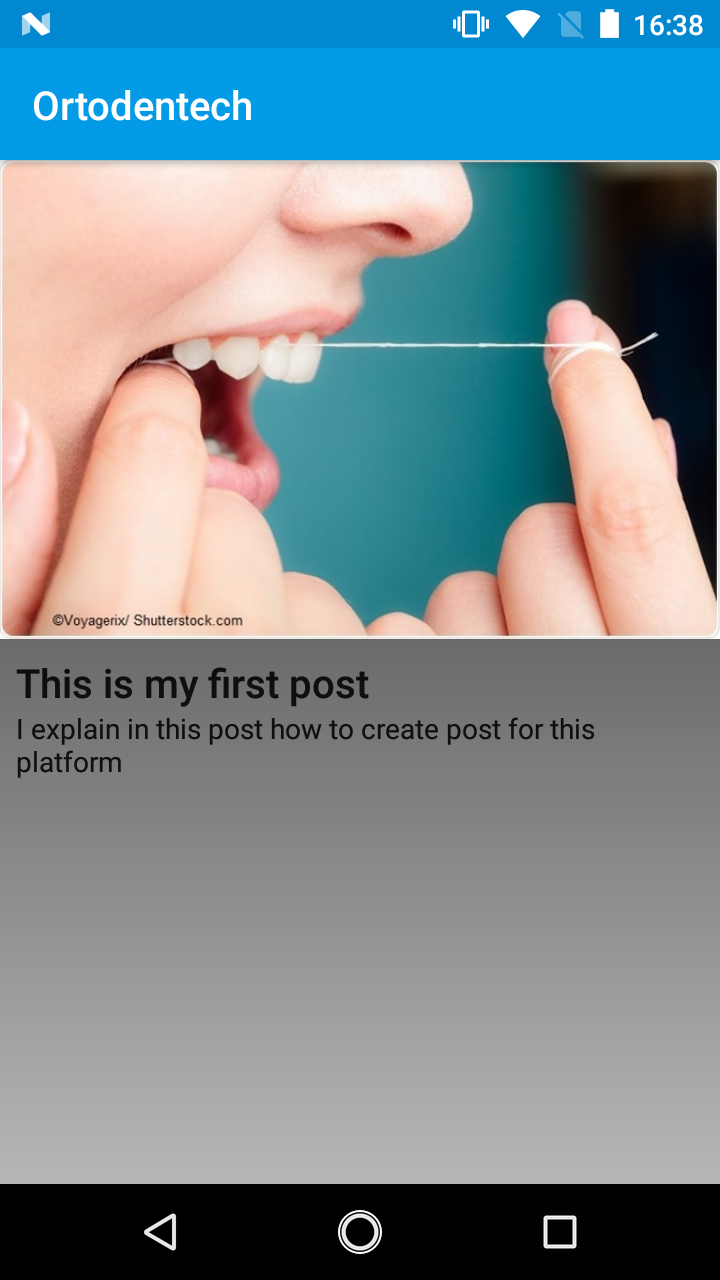 16:38
Ortodentech
©Voyagerix/ Shutterstock.com
This is my first post
I explain in this post how to create post for this
platform